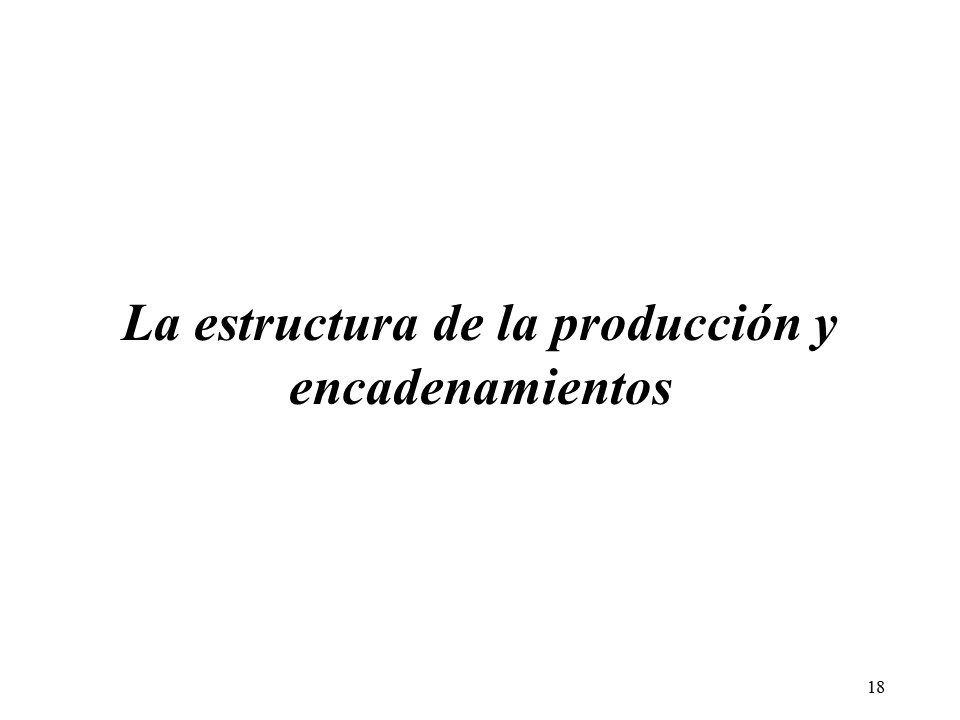 La estructura de la producción y
encadenamientos
18